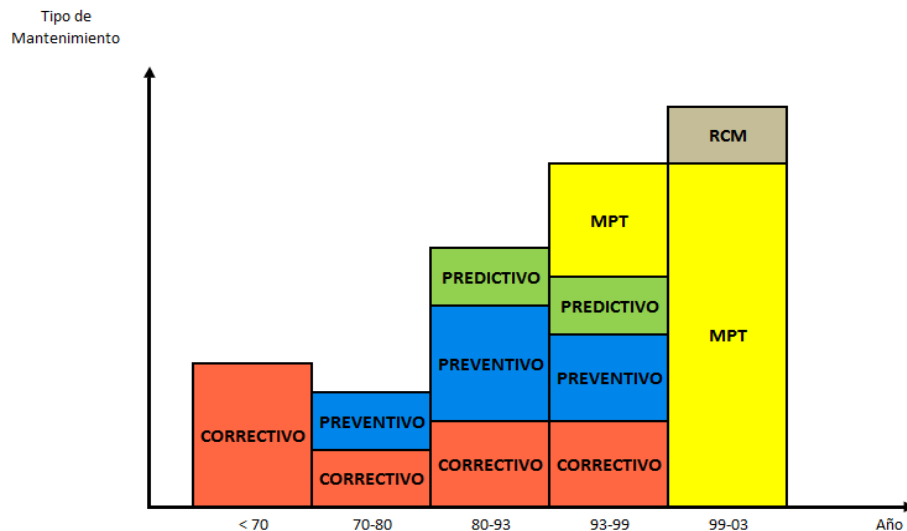 Tipo de
Mantenimiento
RCM
MPT
PREDICTIVO
PREDICTIVO
MPT
PREVENTIVO
PREVENTIVO
PREVENTIVO
CORRECTIVO
CORRECTIVO
CORRECTIVO
CORRECTIVO
< 70 70-80 80-93 93-99 99-03 Año